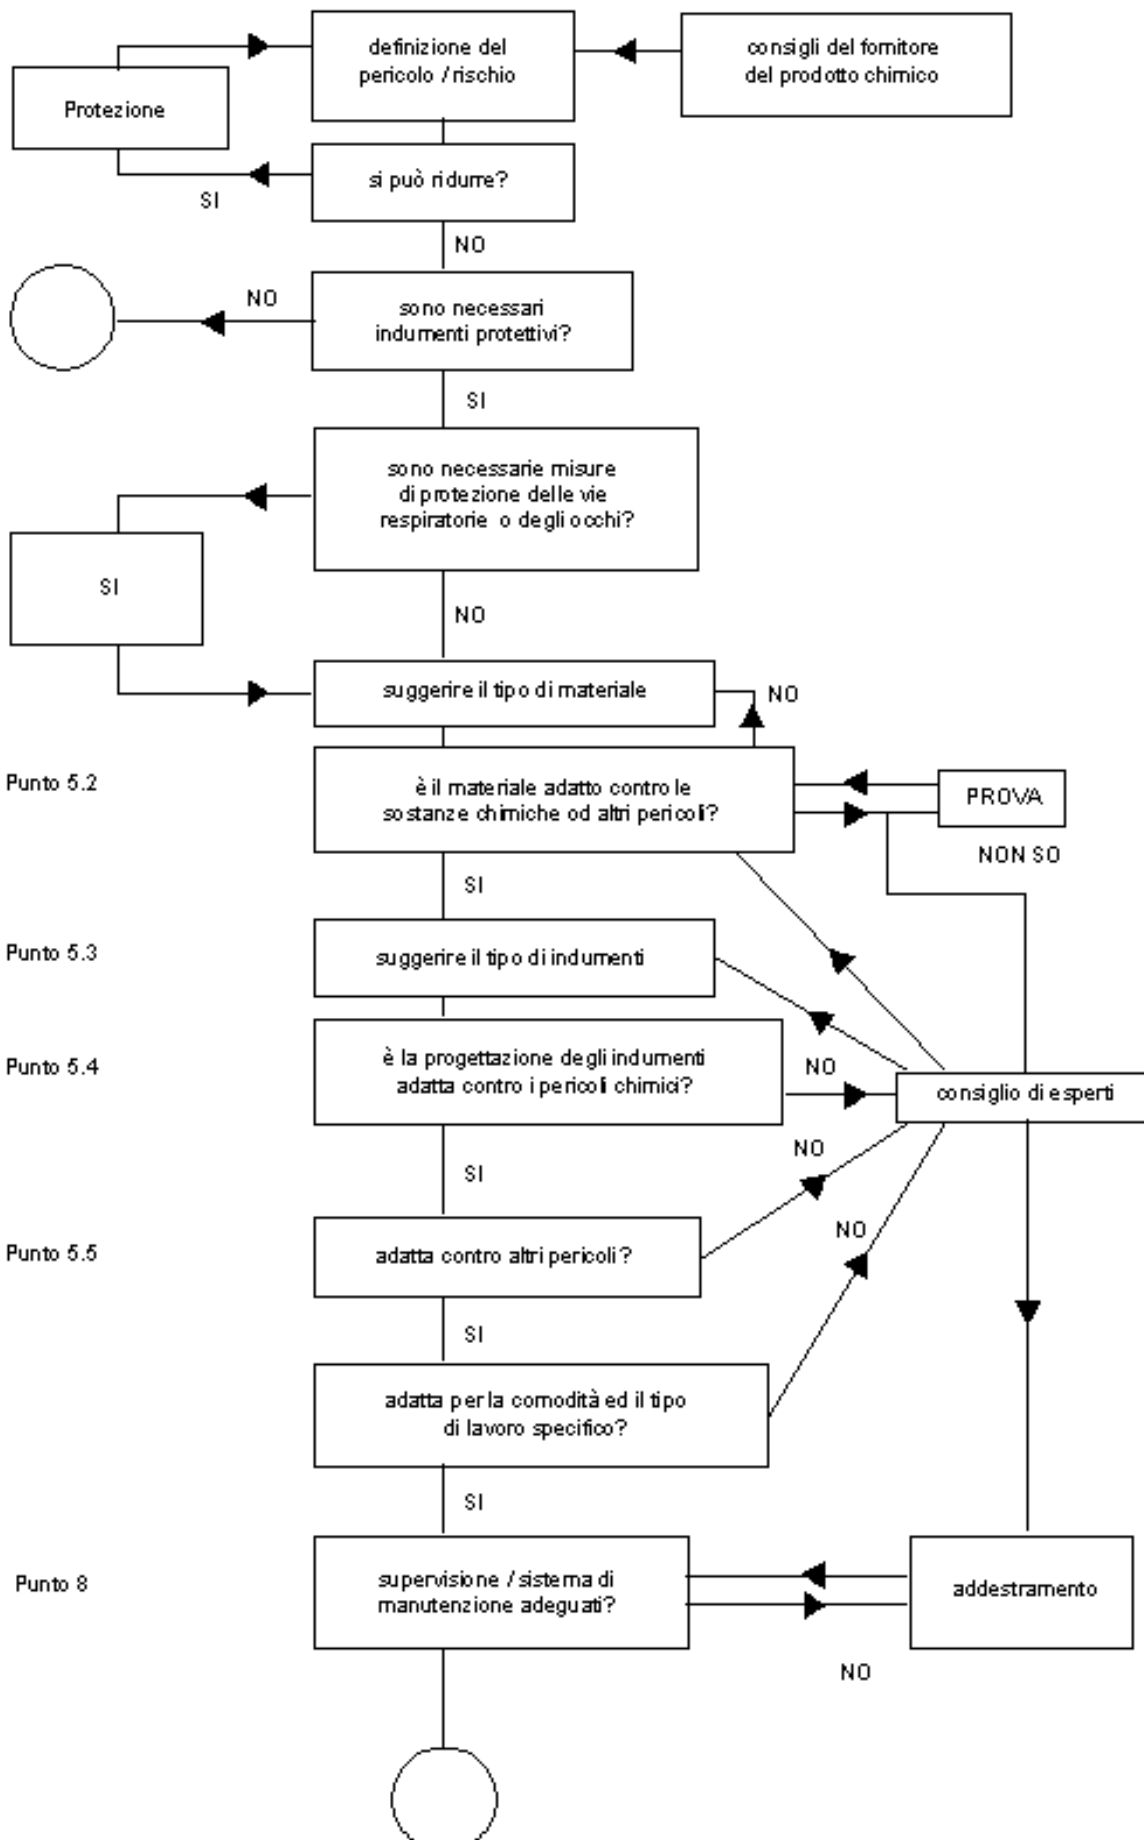 definizione del
pericolo / rischio
consigli del fornitore
del prodotto chimico
Protezione
si può ridurre?
SI
NO
NO
sono necessari
indumenti protettivi?
SI
sono necessarie misure
di protezione delle vie
respiratorie o degli occhi?
SI
NO
suggerire il tipo di materiale
NO
Punto 5.2
è il materiale adatto contro le
sostanze chimiche od altri pericoli?
PROVA
NON SO
SI
Punto 5.3
suggerire il tipo di indumenti
Punto 5.4
è la progettazione degli indumenti
adatta contro i pericoli chimici?
NO
consiglio di esperti
NO
SI
Punto 5.5
adatta contro altri pericoli?
NO
SI
adatta per la comodità ed il tipo
di lavoro specifico?
SI
Punto 8
supervisione / sistema di
manutenzione adeguati?
addestramento
NO